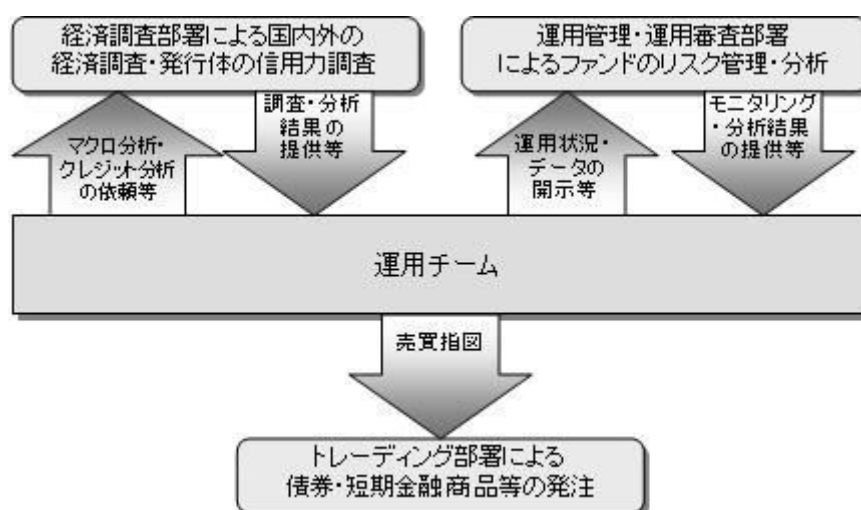 経済調査部署による国内外の
経済調査・発行体の信用力調査
運用管理・運用審査部署
によるファンドのリスク管理・分析
マクロ分析・
クレジット分析
の依頼等
調査・分析
結果の
提供等
運用状況・
データの
開示等
モニタリング
・分析結果
の提供等
運用チーム
売買指図
トレーディング部署による
債券・短期金融商品等の発注